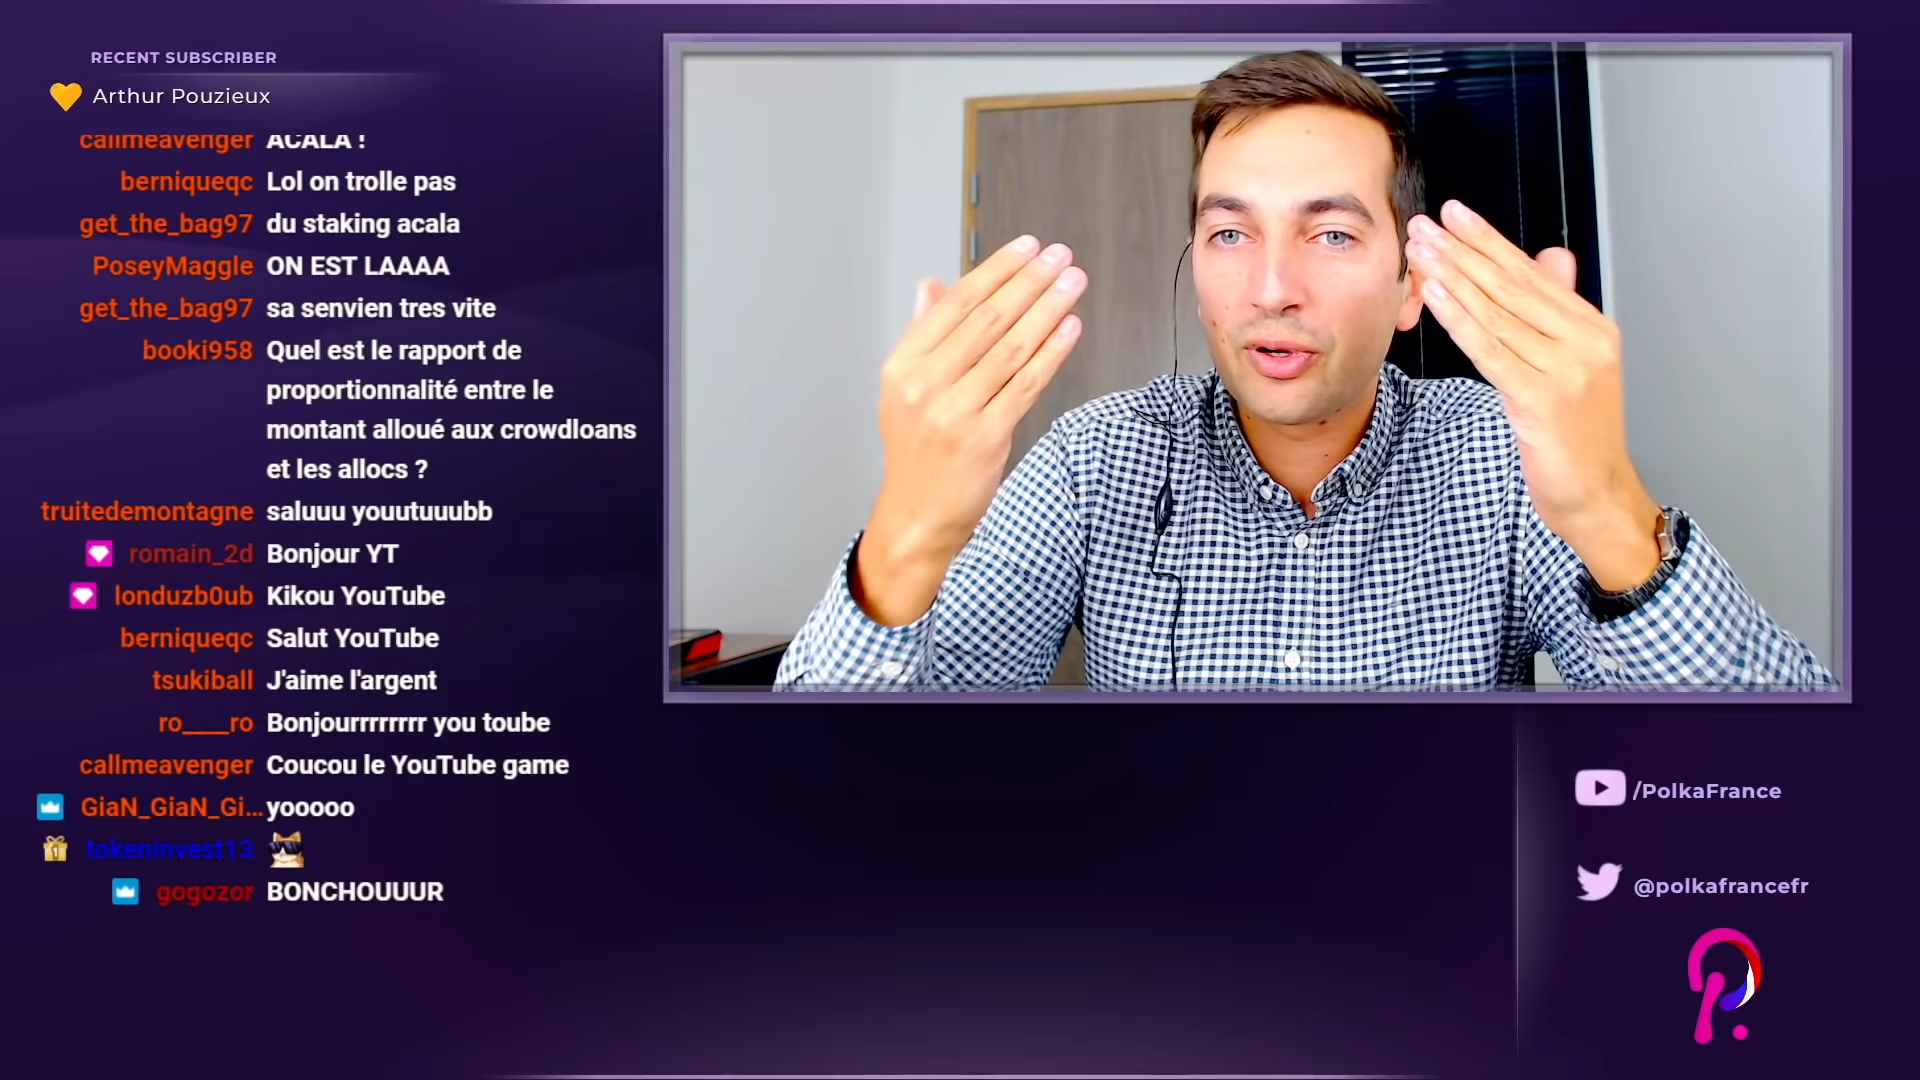 RECENT SUBSCRIBER
Arthur Pouzieux
callmeavenger ACALA !
berniqueqc Lol on trolle pas
get_the_bag97 du staking acala
PoseyMaggle ON EST LAAAA
get_the_bag97 sa senvien tres vite
booki958 Quel est le rapport de
proportionnalité entre le
montant alloué aux crowdloans
et les allocs ?
truitedemontagne saluuu youutuuubb
romain_2d Bonjour YT
londuzb0ub Kikou YouTube
berniqueqc Salut YouTube
tsukiball J'aime l'argent
ro____ro Bonjourrrrrrrr you toube
callmeavenger Coucou le YouTube game
GiaN_GiaN_Gi... yooooo
tokeninvest13
gogozor BONCHOUUUR
/PolkaFrance
@polkafrancefr